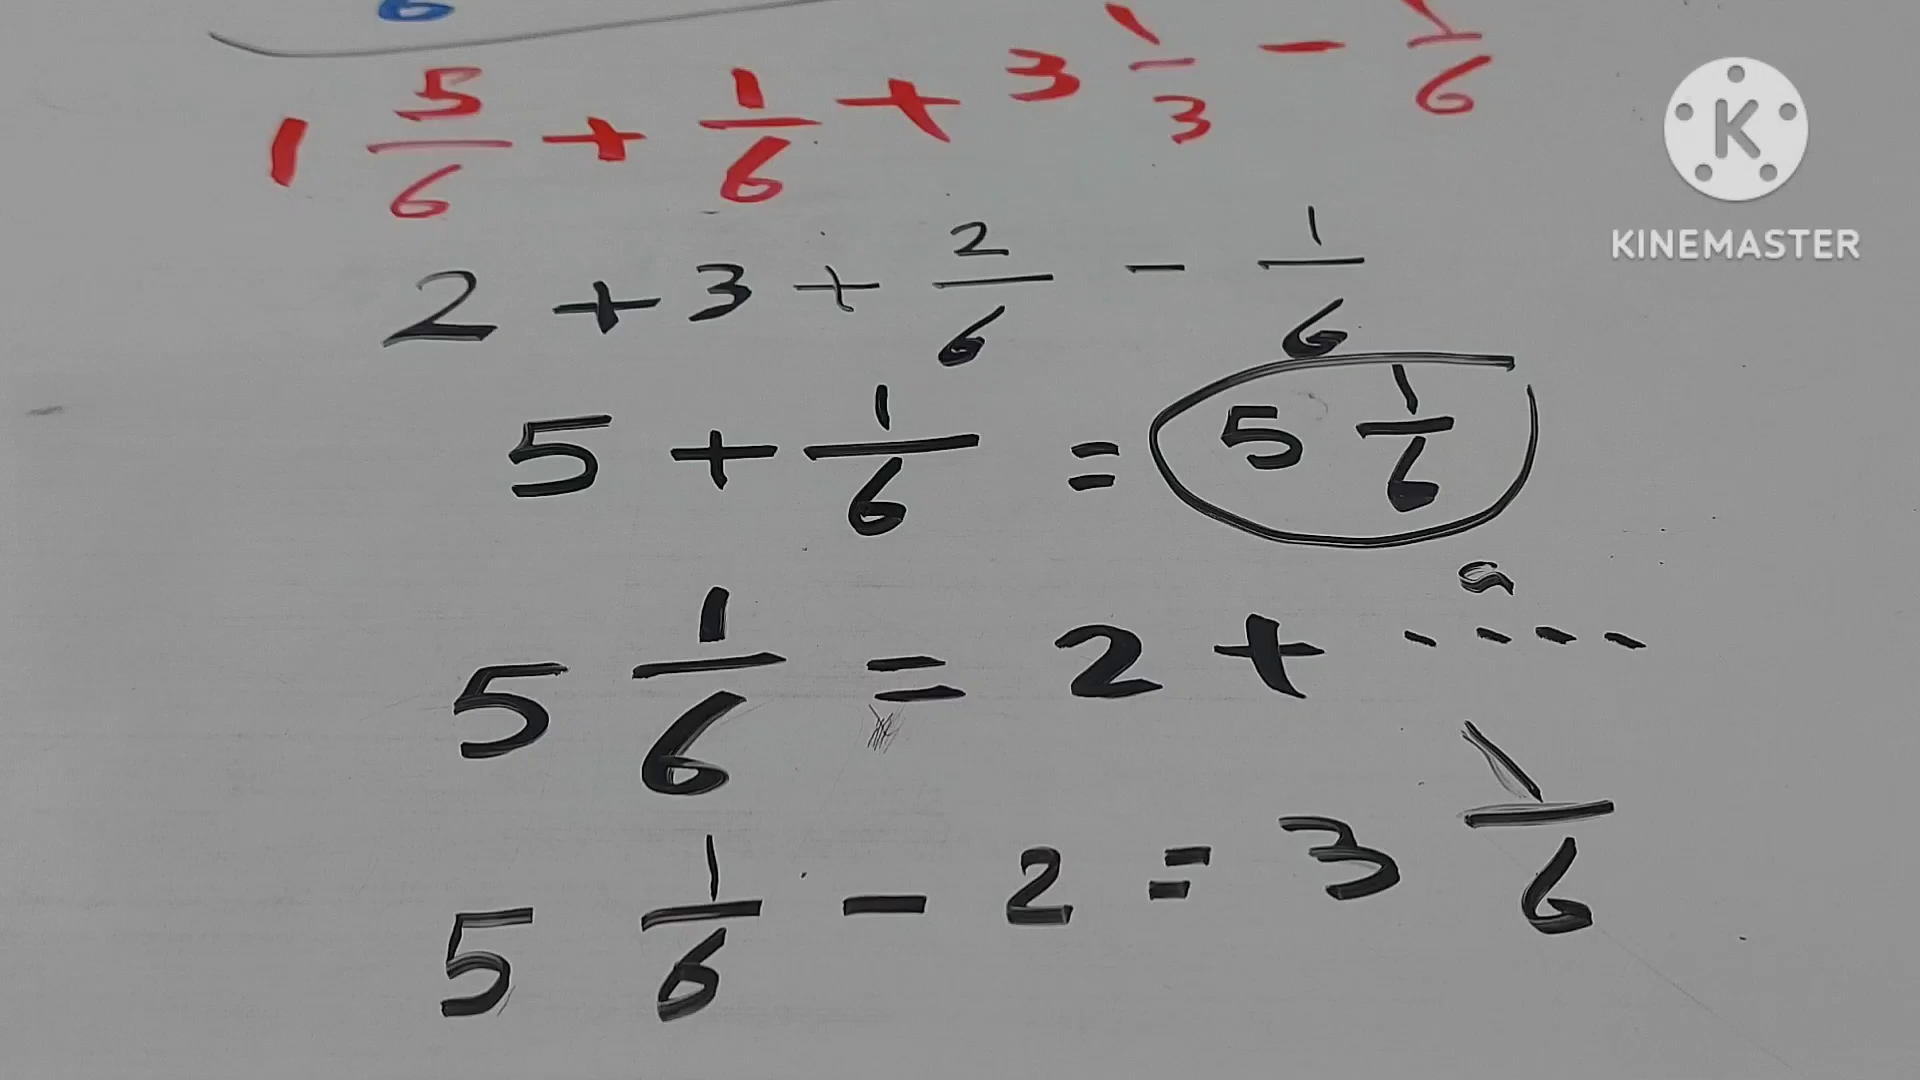 1 5/6 + 1/6 + 3 1/3 - 1/6
K
KINEMASTER
2 + 3 + 2/6 - 1/6
5 + 1/6 = 5 1/6
a
5 1/6 = 2 + ----
5 1/6 - 2 = 3 1/6